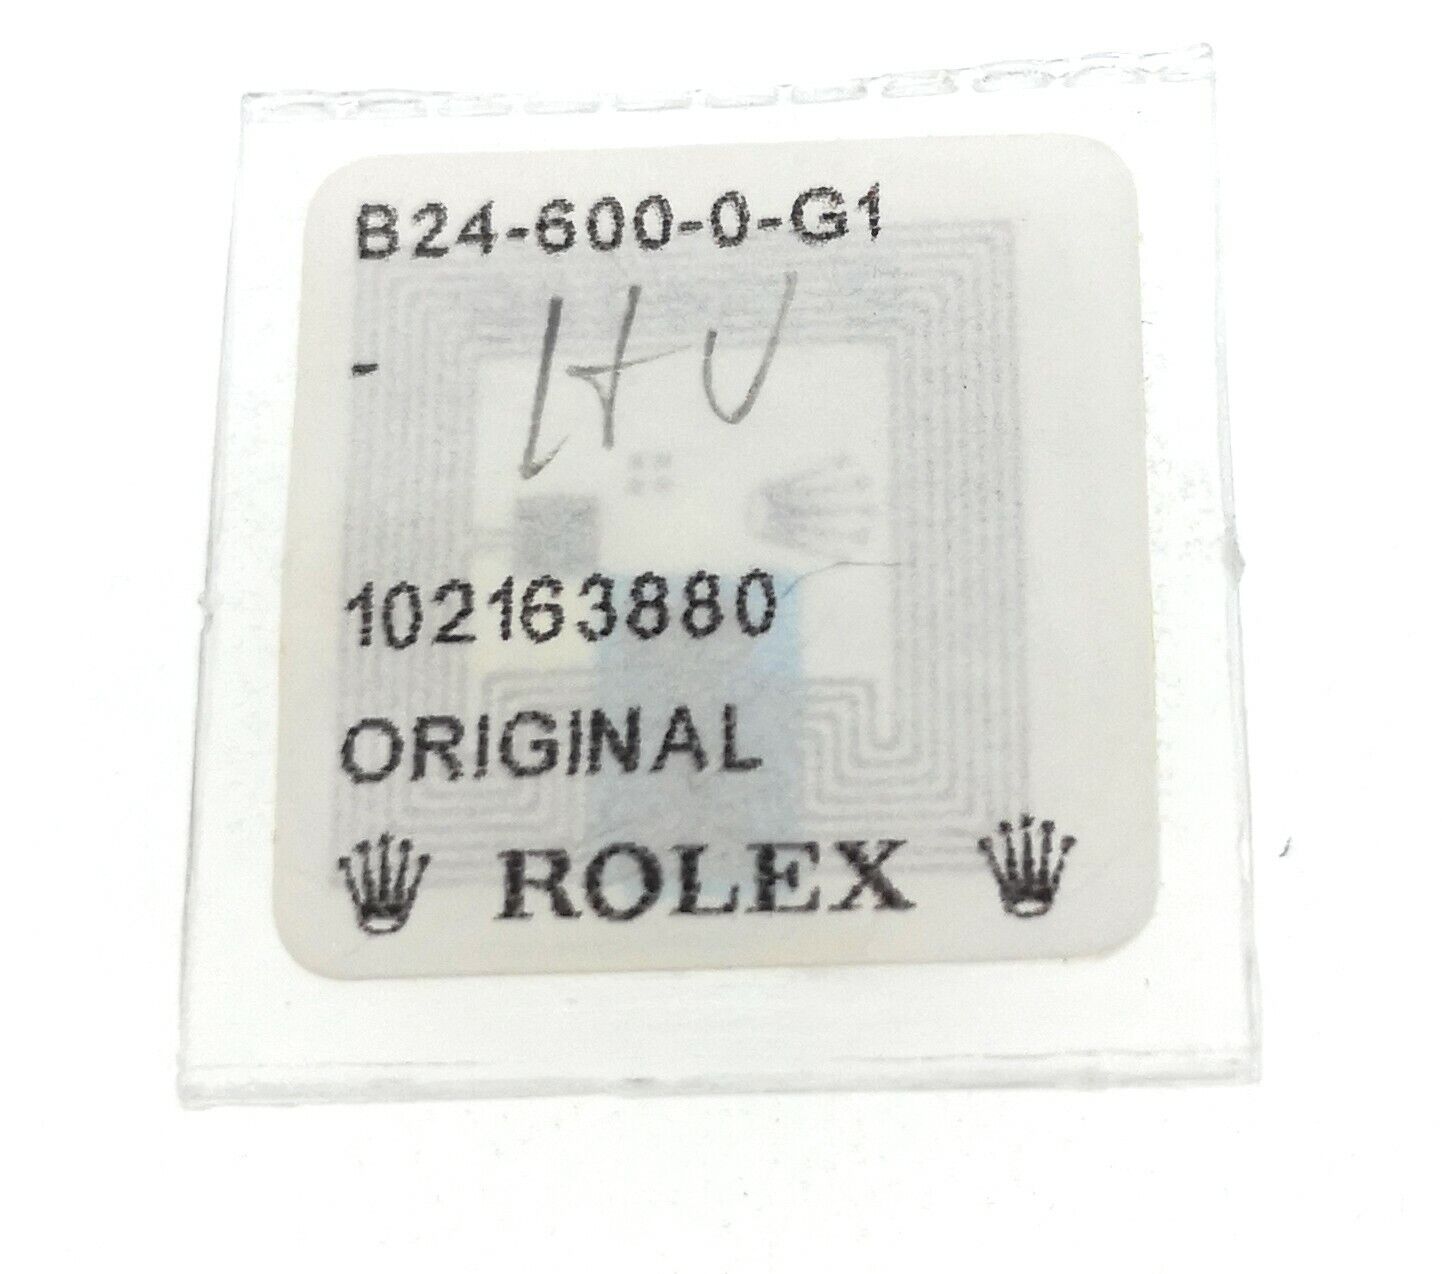 B24-600-0-G1
-
102163880
ORIGINAL
ROLEX